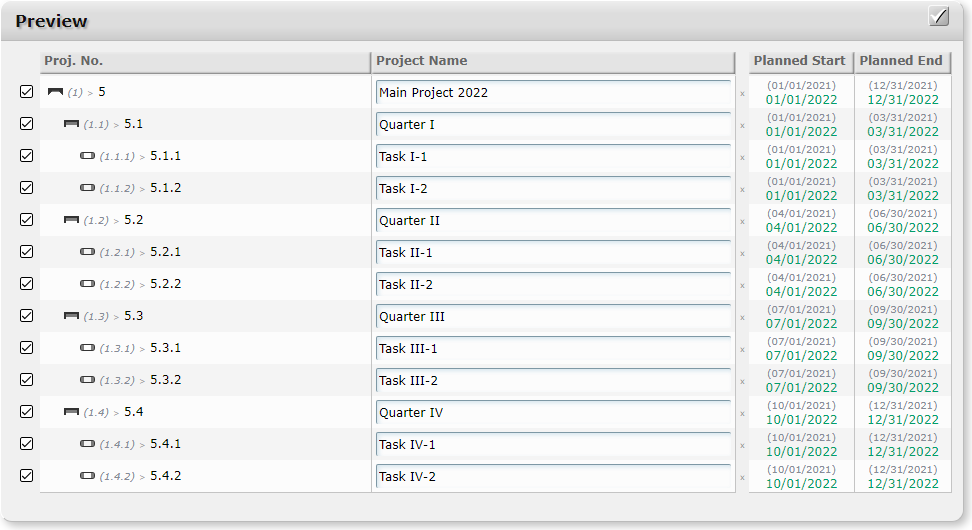 Preview
Proj. No. Project Name Planned Start Planned End
(1) > 5 Main Project 2022 x (01/01/2021) (12/31/2021)
01/01/2022 12/31/2022
(1.1) > 5.1 Quarter I x (01/01/2021) (03/31/2021)
01/01/2022 03/31/2022
(1.1.1) > 5.1.1 Task I-1 x (01/01/2021) (03/31/2021)
01/01/2022 03/31/2022
(1.1.2) > 5.1.2 Task I-2 x (01/01/2021) (03/31/2021)
01/01/2022 03/31/2022
(1.2) > 5.2 Quarter II x (04/01/2021) (06/30/2021)
04/01/2022 06/30/2022
(1.2.1) > 5.2.1 Task II-1 x (04/01/2021) (06/30/2021)
04/01/2022 06/30/2022
(1.2.2) > 5.2.2 Task II-2 x (04/01/2021) (06/30/2021)
04/01/2022 06/30/2022
(1.3) > 5.3 Quarter III x (07/01/2021) (09/30/2021)
07/01/2022 09/30/2022
(1.3.1) > 5.3.1 Task III-1 x (07/01/2021) (09/30/2021)
07/01/2022 09/30/2022
(1.3.2) > 5.3.2 Task III-2 x (07/01/2021) (09/30/2021)
07/01/2022 09/30/2022
(1.4) > 5.4 Quarter IV x (10/01/2021) (12/31/2021)
10/01/2022 12/31/2022
(1.4.1) > 5.4.1 Task IV-1 x (10/01/2021) (12/31/2021)
10/01/2022 12/31/2022
(1.4.2) > 5.4.2 Task IV-2 x (10/01/2021) (12/31/2021)
10/01/2022 12/31/2022